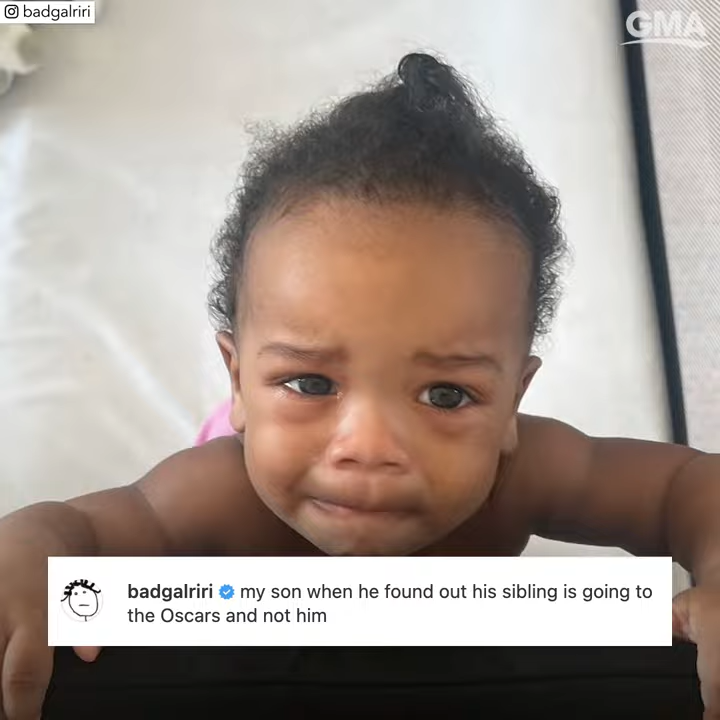 badgalriri
GMA
badgalriri my son when he found out his sibling is going to
the Oscars and not him